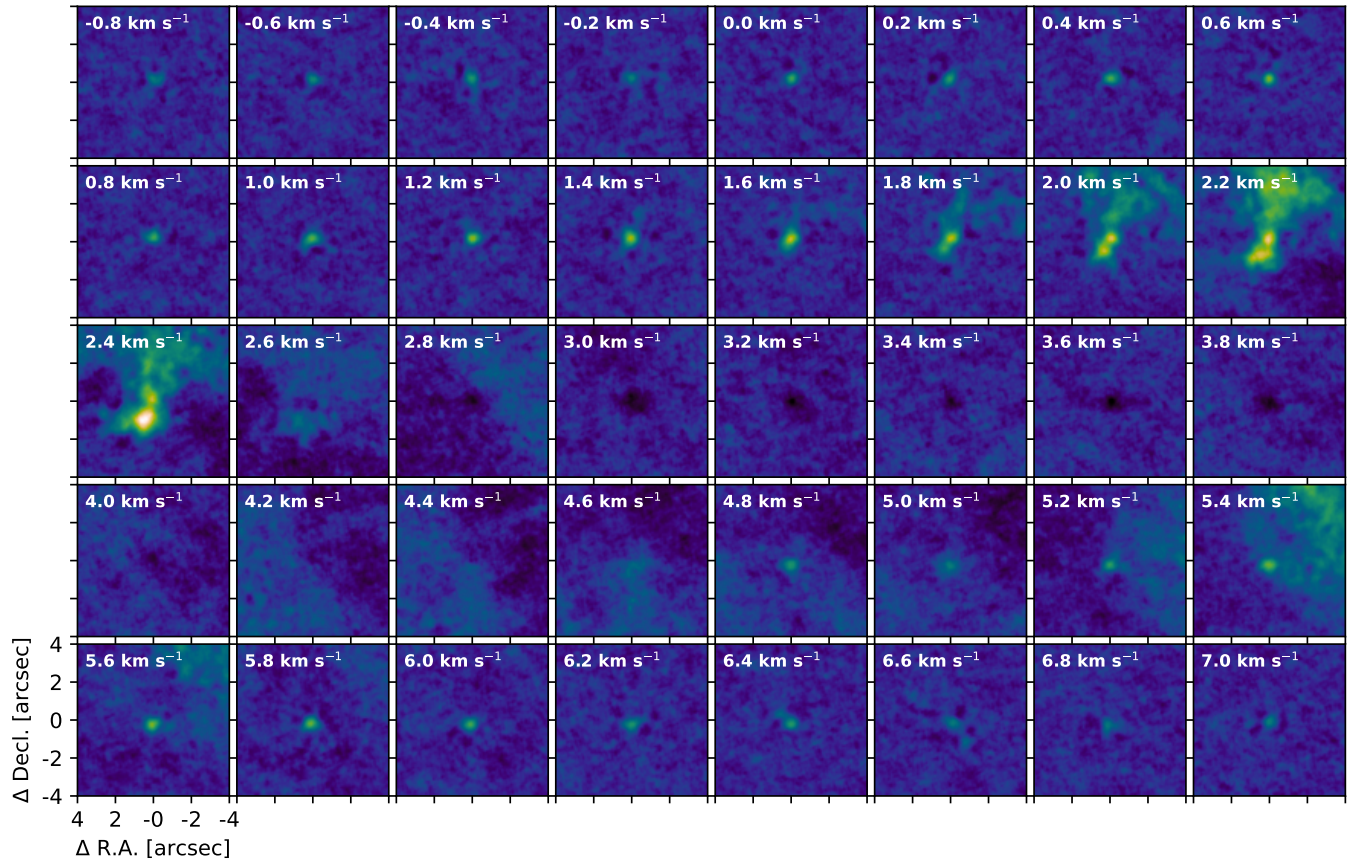 -0.8 km s⁻¹ -0.6 km s⁻¹ -0.4 km s⁻¹ -0.2 km s⁻¹ 0.0 km s⁻¹ 0.2 km s⁻¹ 0.4 km s⁻¹ 0.6 km s⁻¹
0.8 km s⁻¹ 1.0 km s⁻¹ 1.2 km s⁻¹ 1.4 km s⁻¹ 1.6 km s⁻¹ 1.8 km s⁻¹ 2.0 km s⁻¹ 2.2 km s⁻¹
2.4 km s⁻¹ 2.6 km s⁻¹ 2.8 km s⁻¹ 3.0 km s⁻¹ 3.2 km s⁻¹ 3.4 km s⁻¹ 3.6 km s⁻¹ 3.8 km s⁻¹
4.0 km s⁻¹ 4.2 km s⁻¹ 4.4 km s⁻¹ 4.6 km s⁻¹ 4.8 km s⁻¹ 5.0 km s⁻¹ 5.2 km s⁻¹ 5.4 km s⁻¹
5.6 km s⁻¹ 5.8 km s⁻¹ 6.0 km s⁻¹ 6.2 km s⁻¹ 6.4 km s⁻¹ 6.6 km s⁻¹ 6.8 km s⁻¹ 7.0 km s⁻¹
Δ Decl. [arcsec]
4
2
0
-2
-4
4 2 -0 -2 -4
Δ R.A. [arcsec]